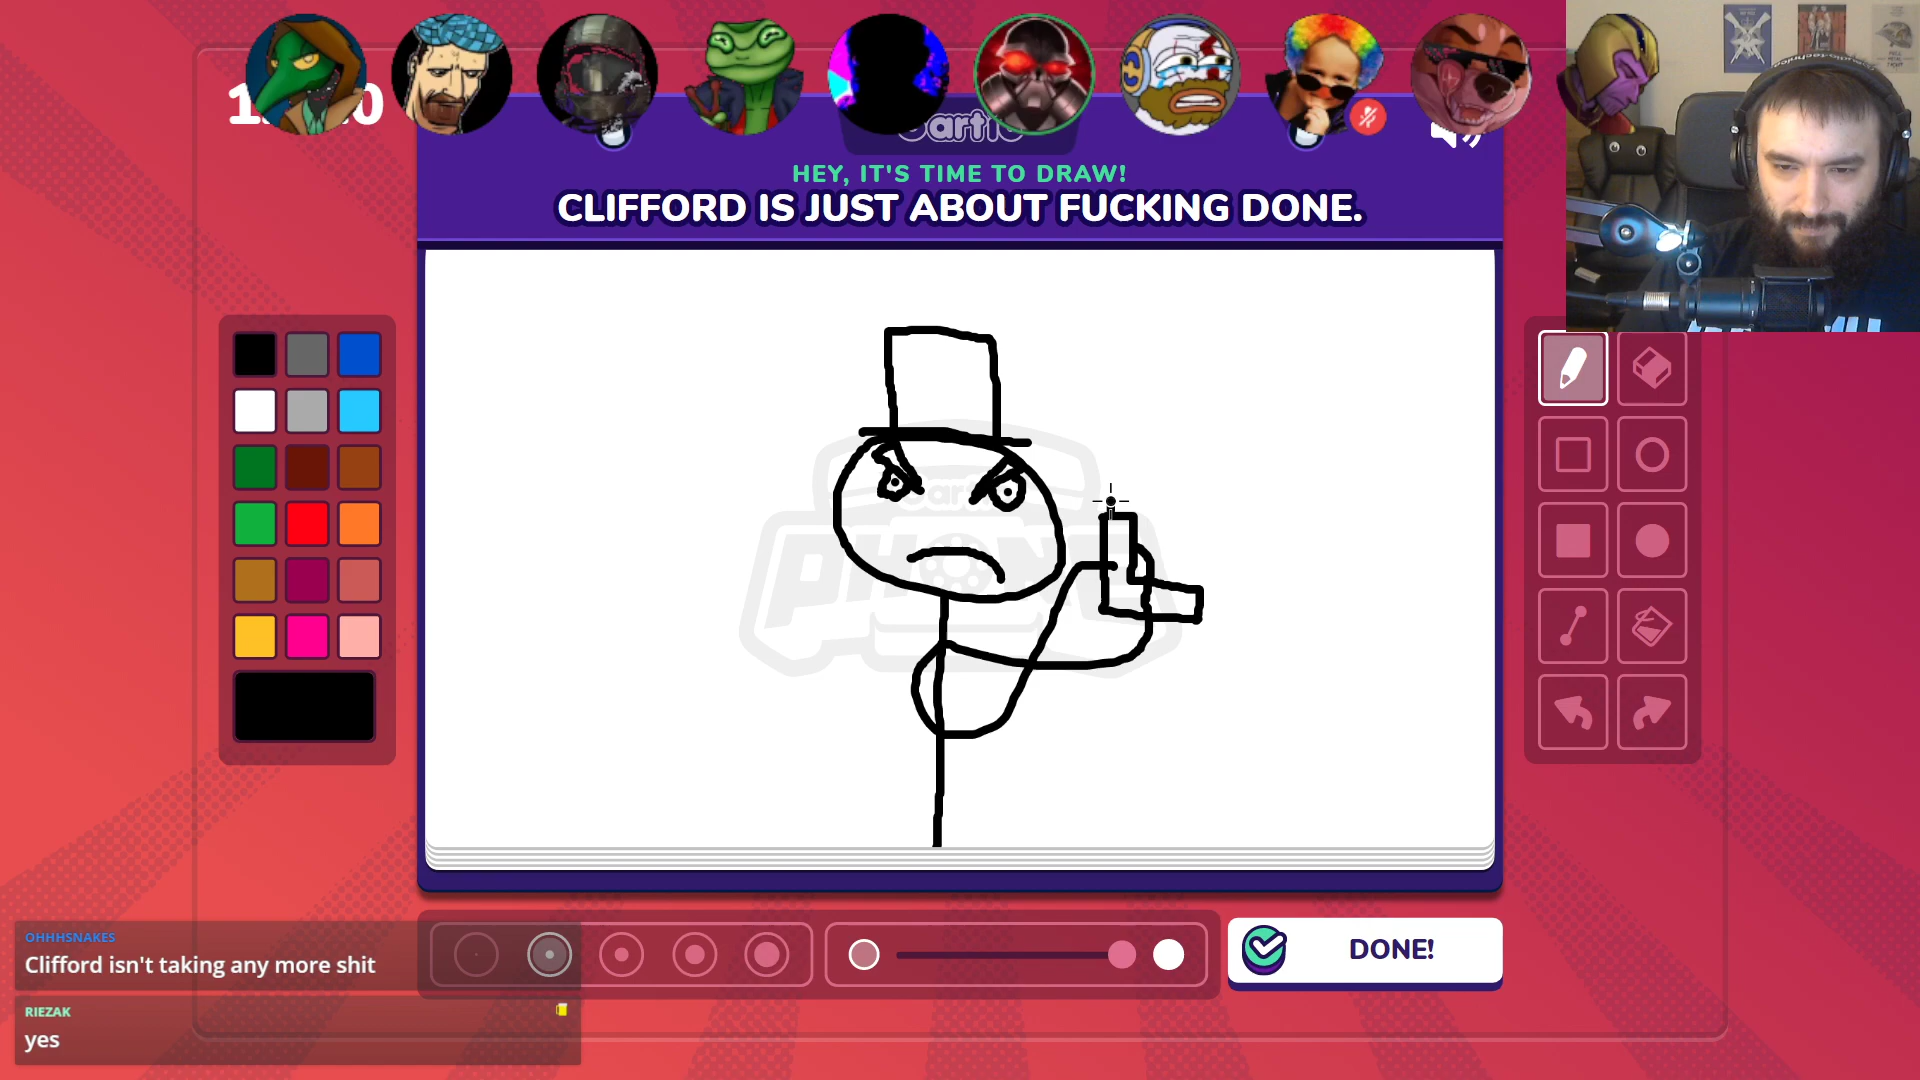 HEY, IT'S TIME TO DRAW!
CLIFFORD IS JUST ABOUT FUCKING DONE.
PHONE
DONE!
OHHHSNAKES
Clifford isn't taking any more shit
RIEZAK
yes